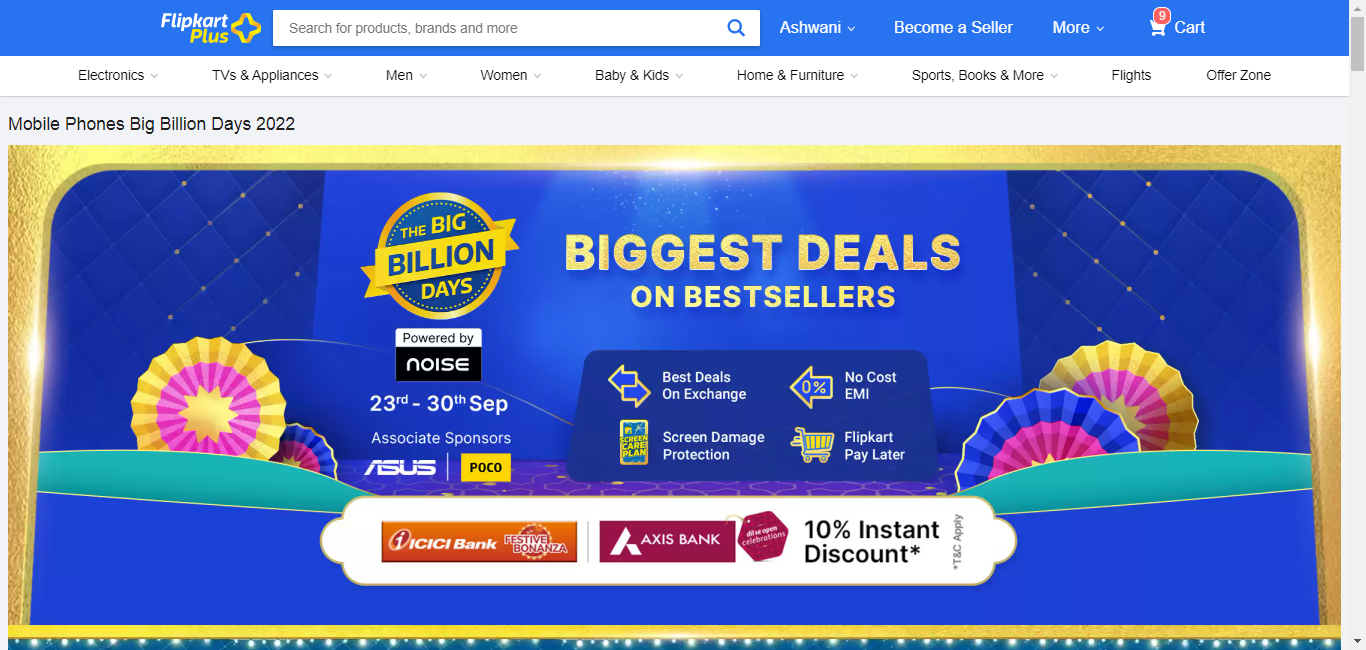 Flipkart
Plus
Search for products, brands and more
Ashwani
Become a Seller
More
9
Cart
Electronics
TVs & Appliances
Men
Women
Baby & Kids
Home & Furniture
Sports, Books & More
Flights
Offer Zone
Mobile Phones Big Billion Days 2022
THE BIG
BILLION
DAYS
Powered by
noise
23rd - 30th Sep
Associate Sponsors
ASUS
POCO
BIGGEST DEALS
ON BESTSELLERS
Best Deals
On Exchange
0%
No Cost
EMI
SCREEN
CARE
PLAN
Screen Damage
Protection
Flipkart
Pay Later
ICICI Bank
FESTIVE
BONANZA
AXIS BANK
dil se open
celebrations
10% Instant
Discount*
*T&C Apply